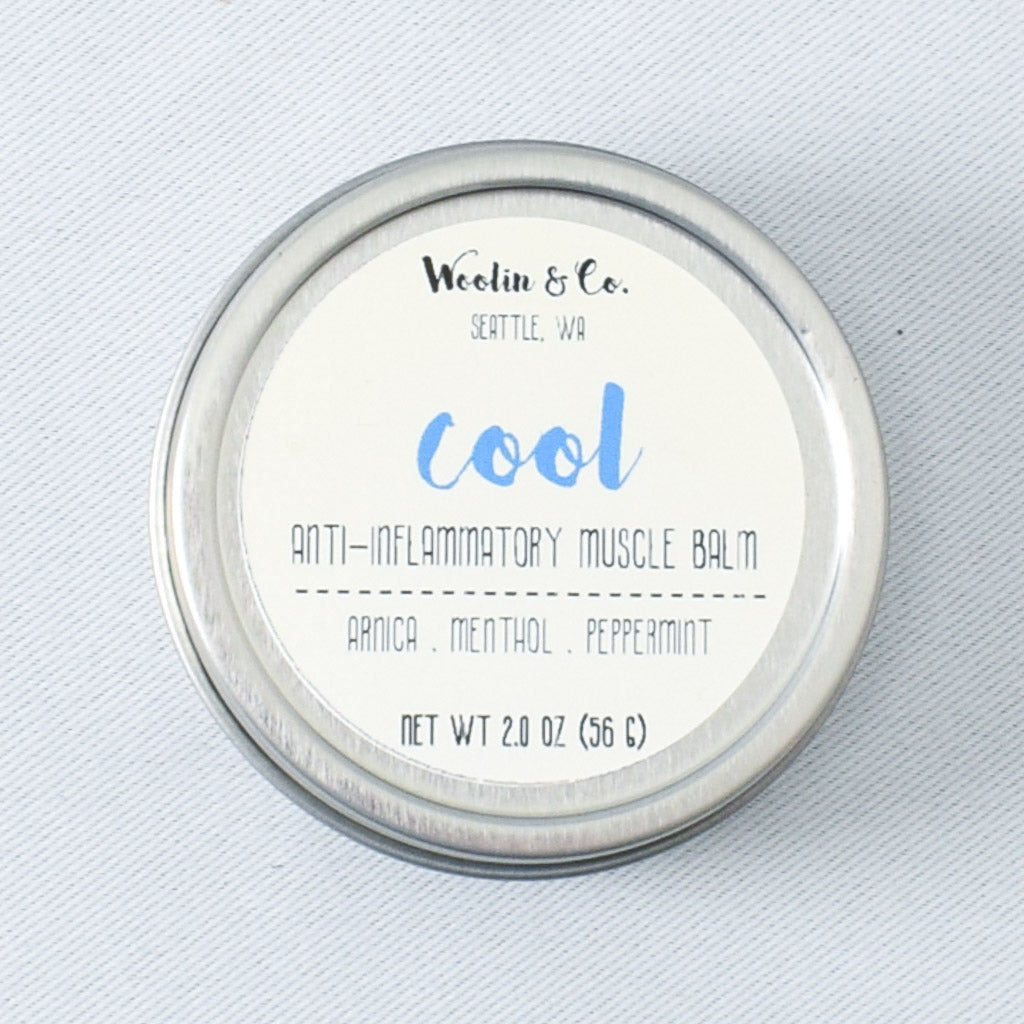 Woolin & Co.
SEATTLE, WA
cool
ANTI-INFLAMMATORY MUSCLE BALM
ARNICA . MENTHOL . PEPPERMINT
NET WT 2.0 OZ (56 G)